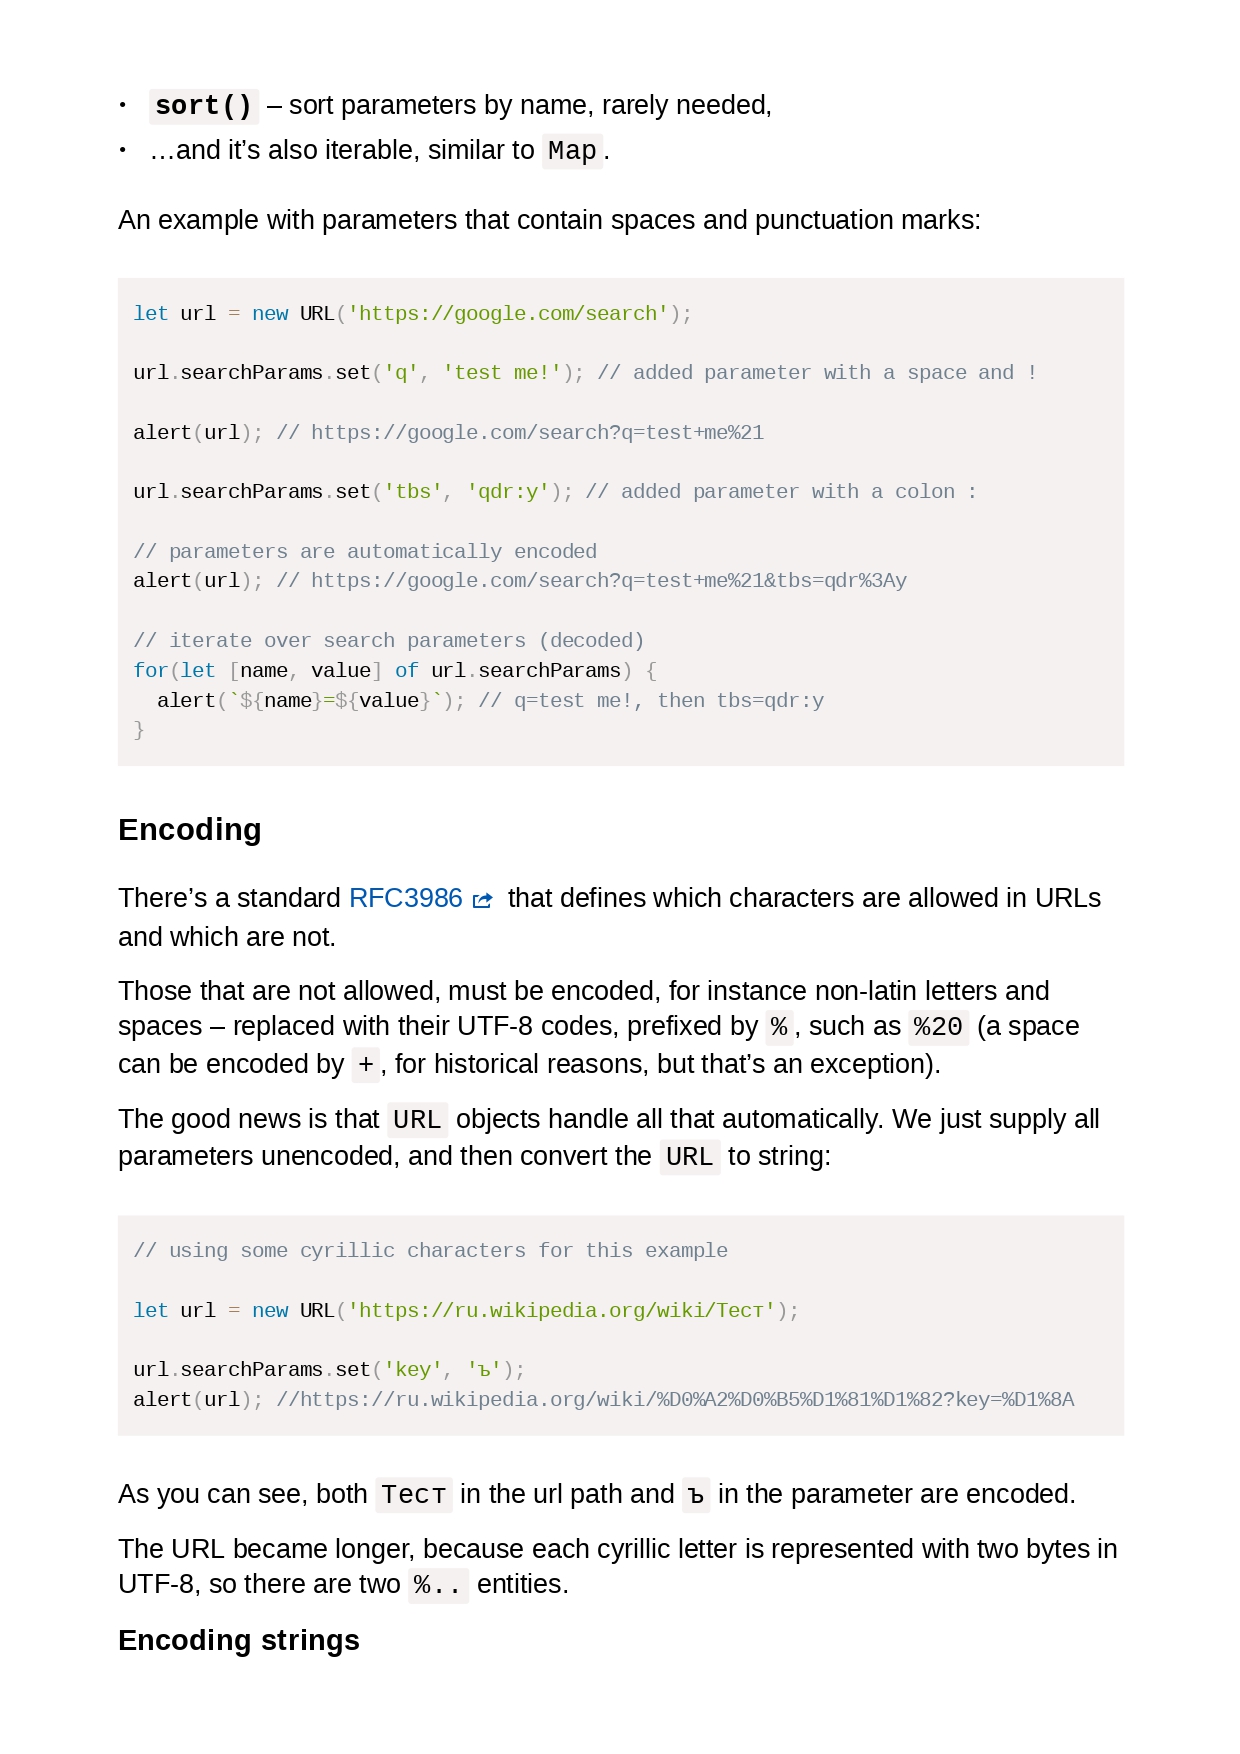 • sort() – sort parameters by name, rarely needed,
• …and it’s also iterable, similar to Map.
An example with parameters that contain spaces and punctuation marks:
let url = new URL('https://google.com/search');
url.searchParams.set('q', 'test me!'); // added parameter with a space and !
alert(url); // https://google.com/search?q=test+me%21
url.searchParams.set('tbs', 'qdr:y'); // added parameter with a colon :
// parameters are automatically encoded
alert(url); // https://google.com/search?q=test+me%21&tbs=qdr%3Ay
// iterate over search parameters (decoded)
for(let [name, value] of url.searchParams) {
  alert(`${name}=${value}`); // q=test me!, then tbs=qdr:y
}
Encoding
There’s a standard RFC3986 that defines which characters are allowed in URLs
and which are not.
Those that are not allowed, must be encoded, for instance non-latin letters and
spaces – replaced with their UTF-8 codes, prefixed by %, such as %20 (a space
can be encoded by +, for historical reasons, but that’s an exception).
The good news is that URL objects handle all that automatically. We just supply all
parameters unencoded, and then convert the URL to string:
// using some cyrillic characters for this example
let url = new URL('https://ru.wikipedia.org/wiki/Тест');
url.searchParams.set('key', 'ъ');
alert(url); //https://ru.wikipedia.org/wiki/%D0%A2%D0%B5%D1%81%D1%82?key=%D1%8A
As you can see, both Тест in the url path and ъ in the parameter are encoded.
The URL became longer, because each cyrillic letter is represented with two bytes in
UTF-8, so there are two %.. entities.
Encoding strings